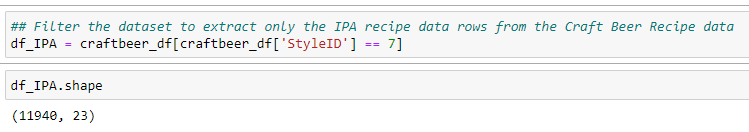 ## Filter the dataset to extract only the IPA recipe data rows from the Craft Beer Recipe data
df_IPA = craftbeer_df[craftbeer_df['StyleID'] == 7]
df_IPA.shape
(11940, 23)